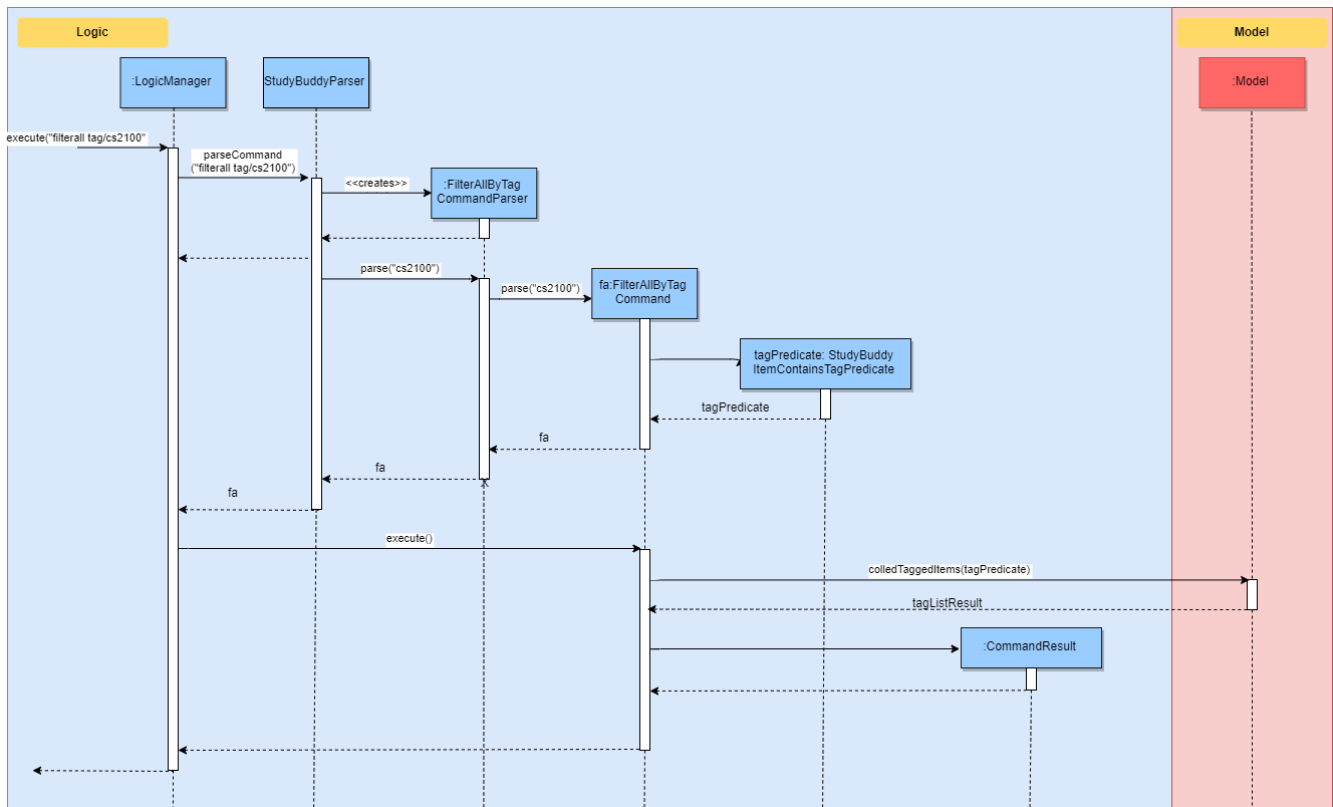 Logic
Model
:LogicManager
StudyBuddyParser
:Model
execute("filterall tag/cs2100"
parseCommand
("filterall tag/cs2100")
<<creates>>
:FilterAllByTag
CommandParser
parse("cs2100")
parse("cs2100")
fa:FilterAllByTag
Command
tagPredicate: StudyBuddy
ItemContainsTagPredicate
tagPredicate
fa
fa
fa
execute()
colledTaggedItems(tagPredicate)
tagListResult
:CommandResult